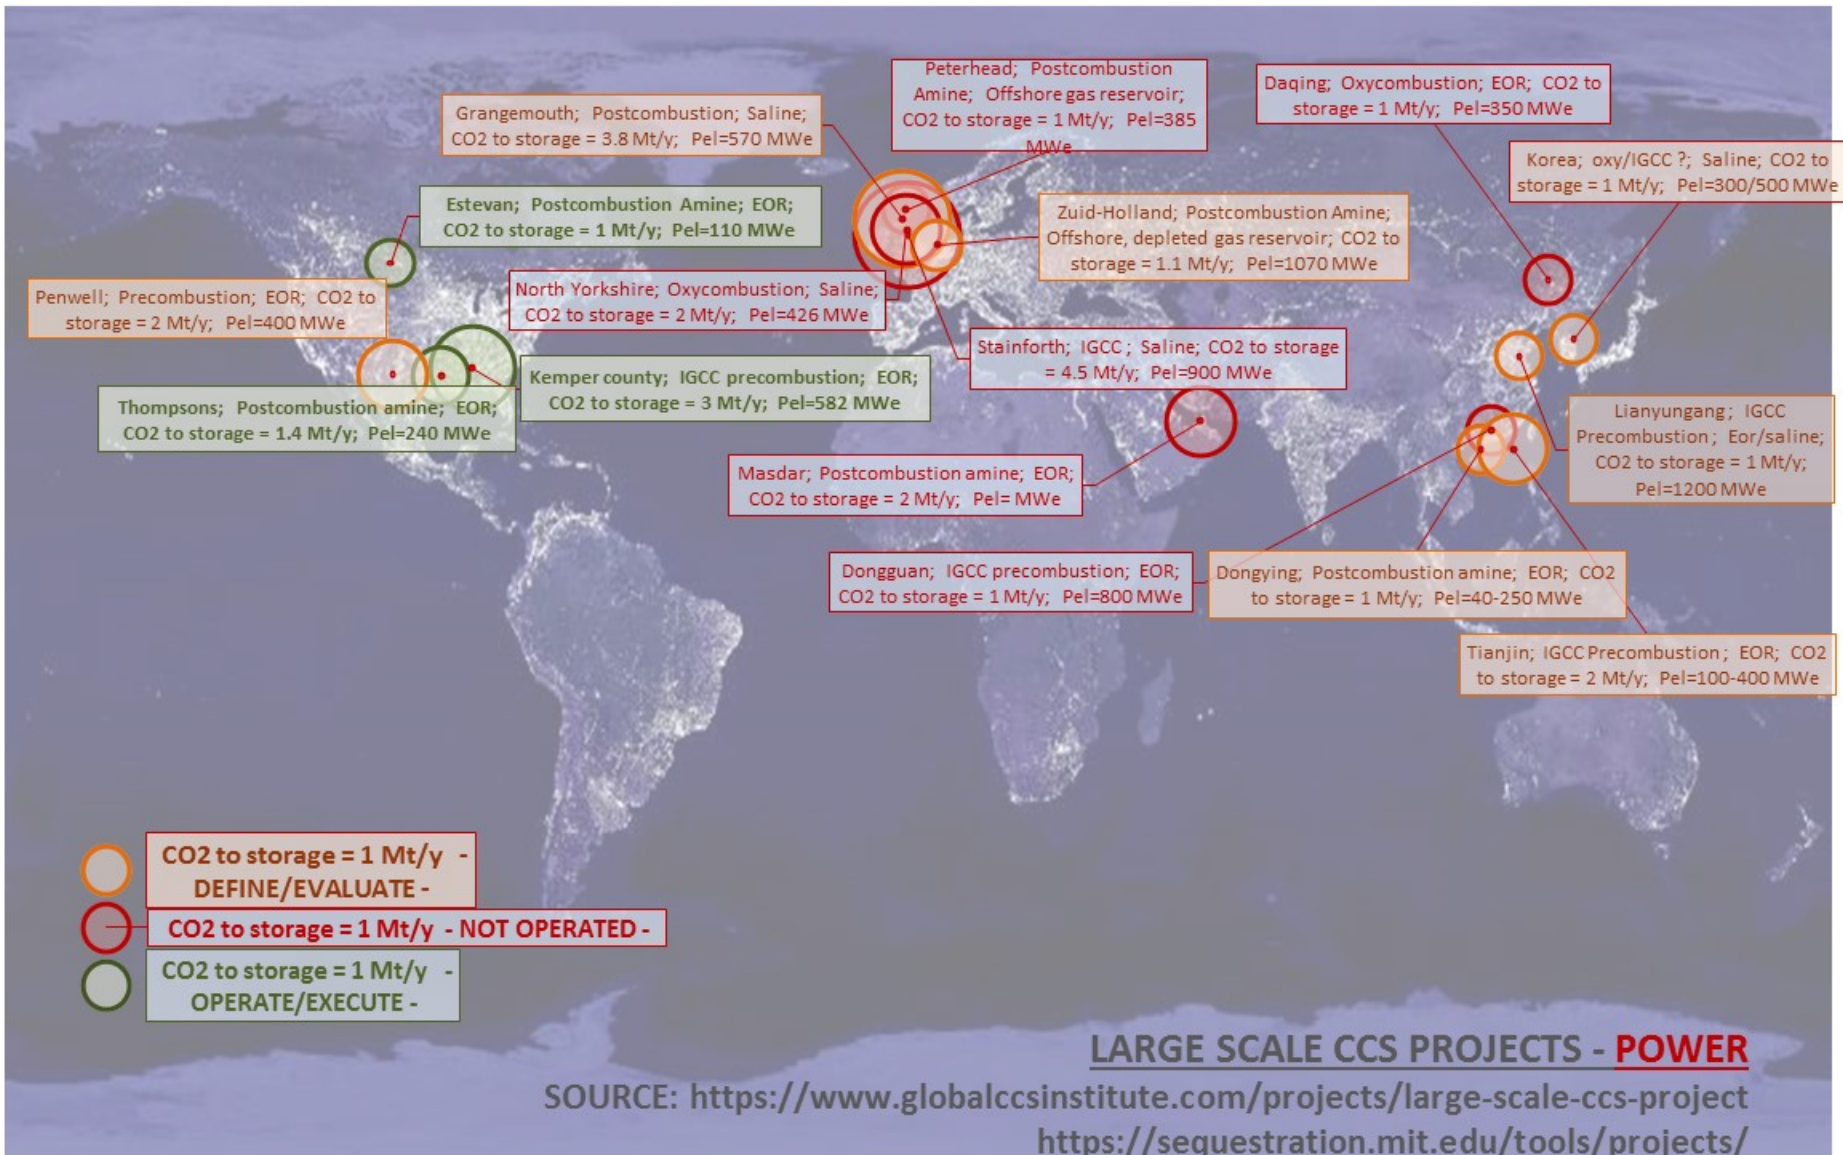 Peterhead; Postcombustion
Amine; Offshore gas reservoir;
CO2 to storage = 1 Mt/y; Pel=385
MWe
Daqing; Oxycombustion; EOR; CO2 to
storage = 1 Mt/y; Pel=350 MWe
Grangemouth; Postcombustion; Saline;
CO2 to storage = 3.8 Mt/y; Pel=570 MWe
Korea; oxy/IGCC ?; Saline; CO2 to
storage = 1 Mt/y; Pel=300/500 MWe
Estevan; Postcombustion Amine; EOR;
CO2 to storage = 1 Mt/y; Pel=110 MWe
Zuid-Holland; Postcombustion Amine;
Offshore, depleted gas reservoir; CO2 to
storage = 1.1 Mt/y; Pel=1070 MWe
North Yorkshire; Oxycombustion; Saline;
CO2 to storage = 2 Mt/y; Pel=426 MWe
Penwell; Precombustion; EOR; CO2 to
storage = 2 Mt/y; Pel=400 MWe
Stainforth; IGCC ; Saline; CO2 to storage
= 4.5 Mt/y; Pel=900 MWe
Kemper county; IGCC precombustion; EOR;
CO2 to storage = 3 Mt/y; Pel=582 MWe
Thompsons; Postcombustion amine; EOR;
CO2 to storage = 1.4 Mt/y; Pel=240 MWe
Lianyungang; IGCC
Precombustion ; Eor/saline;
CO2 to storage = 1 Mt/y;
Pel=1200 MWe
Masdar; Postcombustion amine; EOR;
CO2 to storage = 2 Mt/y; Pel= MWe
Dongguan; IGCC precombustion; EOR;
CO2 to storage = 1 Mt/y; Pel=800 MWe
Dongying; Postcombustion amine; EOR; CO2
to storage = 1 Mt/y; Pel=40-250 MWe
Tianjin; IGCC Precombustion ; EOR; CO2
to storage = 2 Mt/y; Pel=100-400 MWe
CO2 to storage = 1 Mt/y -
DEFINE/EVALUATE -
CO2 to storage = 1 Mt/y - NOT OPERATED -
CO2 to storage = 1 Mt/y -
OPERATE/EXECUTE -
LARGE SCALE CCS PROJECTS - POWER
SOURCE: https://www.globalccsinstitute.com/projects/large-scale-ccs-project
https://sequestration.mit.edu/tools/projects/